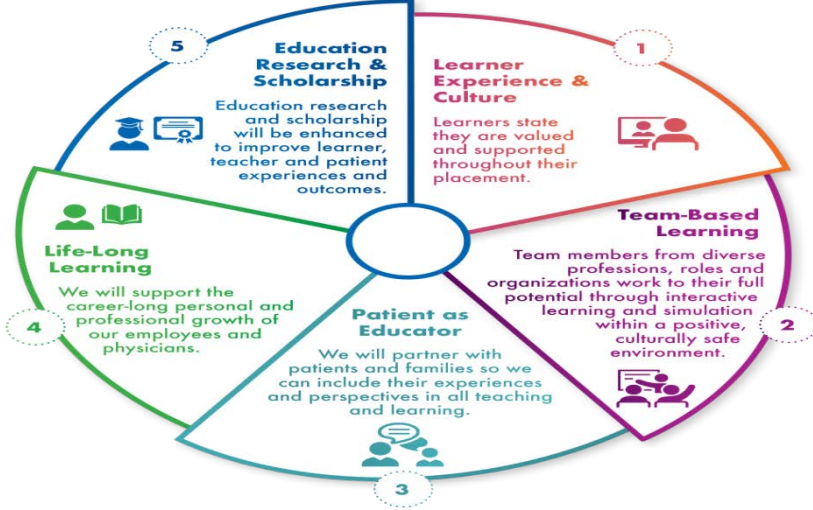 1
Learner
Experience &
Culture
Learners state
they are valued
and supported
throughout their
placement.
2
Team-Based
Learning
Team members from diverse
professions, roles and
organizations work to their full
potential through interactive
learning and simulation
within a positive,
culturally safe
environment.
3
Patient as
Educator
We will partner with
patients and families so we
can include their experiences
and perspectives in all teaching
and learning.
4
Life-Long
Learning
We will support the
career-long personal and
professional growth of
our employees and
physicians.
5
Education
Research &
Scholarship
Education research
and scholarship
will be enhanced
to improve learner,
teacher and patient
experiences and
outcomes.